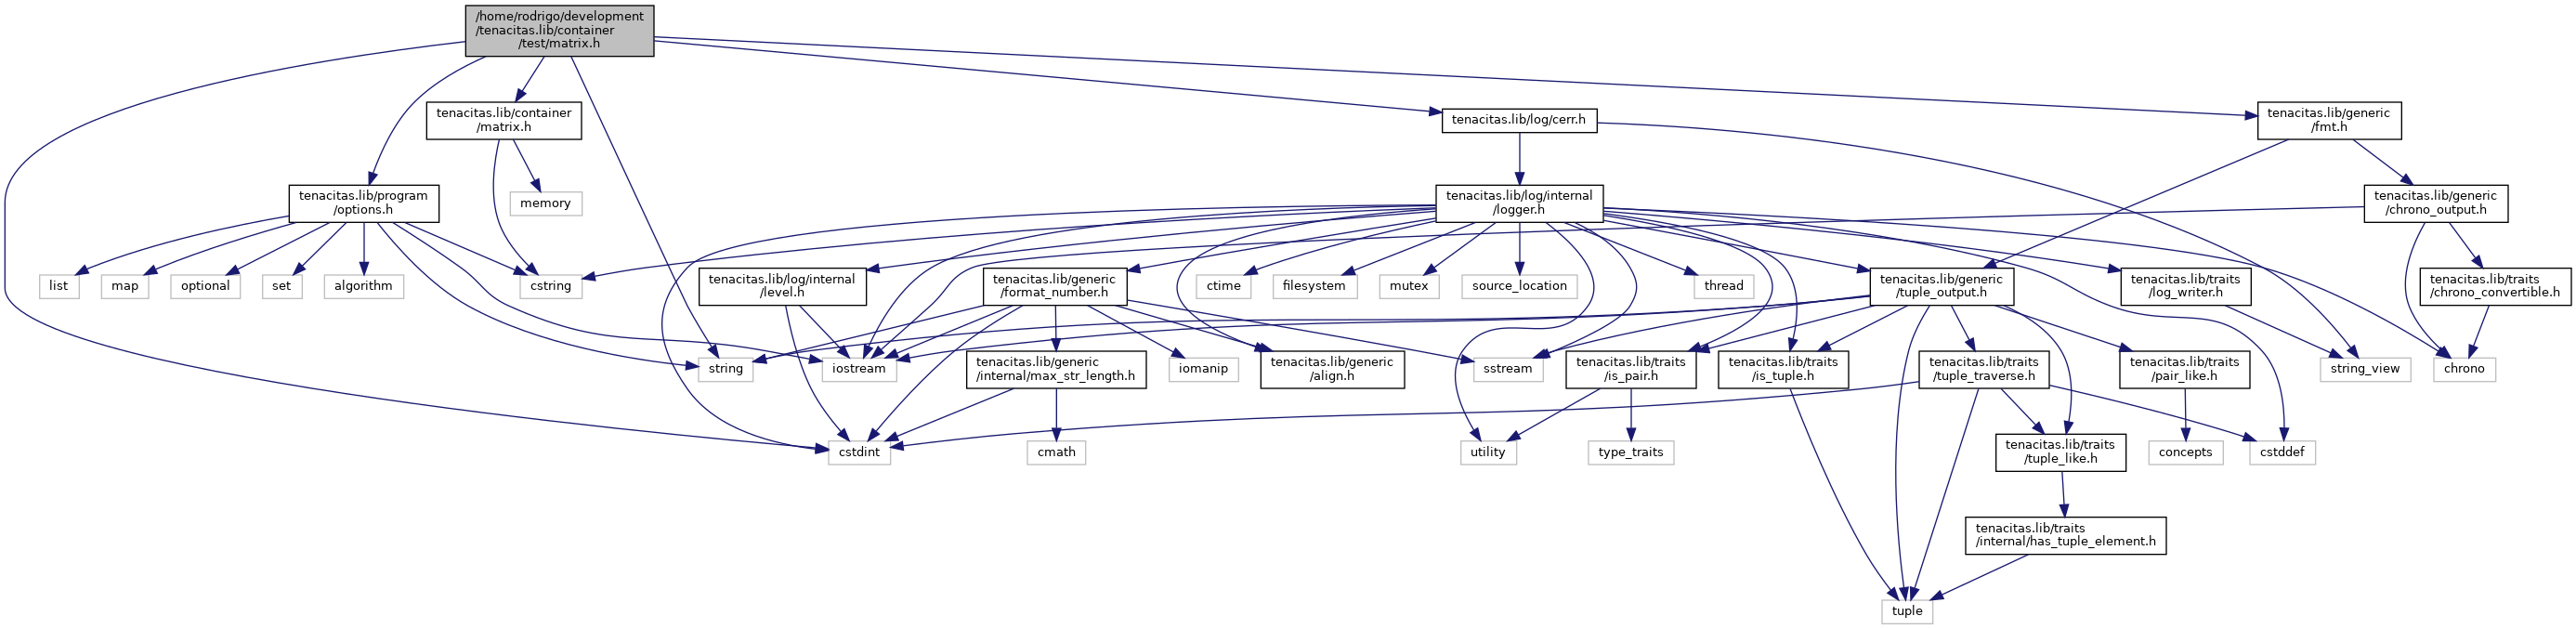 /home/rodrigo/development
/tenacitas.lib/container
/test/matrix.h
tenacitas.lib/container
/matrix.h
tenacitas.lib/log/cerr.h
tenacitas.lib/generic
/fmt.h
tenacitas.lib/program
/options.h
memory
tenacitas.lib/log/internal
/logger.h
tenacitas.lib/generic
/chrono_output.h
list
map
optional
set
algorithm
cstring
tenacitas.lib/log/internal
/level.h
tenacitas.lib/generic
/format_number.h
ctime
filesystem
mutex
source_location
thread
tenacitas.lib/generic
/tuple_output.h
tenacitas.lib/traits
/log_writer.h
tenacitas.lib/traits
/chrono_convertible.h
string
iostream
tenacitas.lib/generic
/internal/max_str_length.h
iomanip
tenacitas.lib/generic
/align.h
sstream
tenacitas.lib/traits
/is_pair.h
tenacitas.lib/traits
/is_tuple.h
tenacitas.lib/traits
/tuple_traverse.h
tenacitas.lib/traits
/pair_like.h
string_view
chrono
cstdint
cmath
utility
type_traits
tenacitas.lib/traits
/tuple_like.h
concepts
cstddef
tenacitas.lib/traits
/internal/has_tuple_element.h
tuple